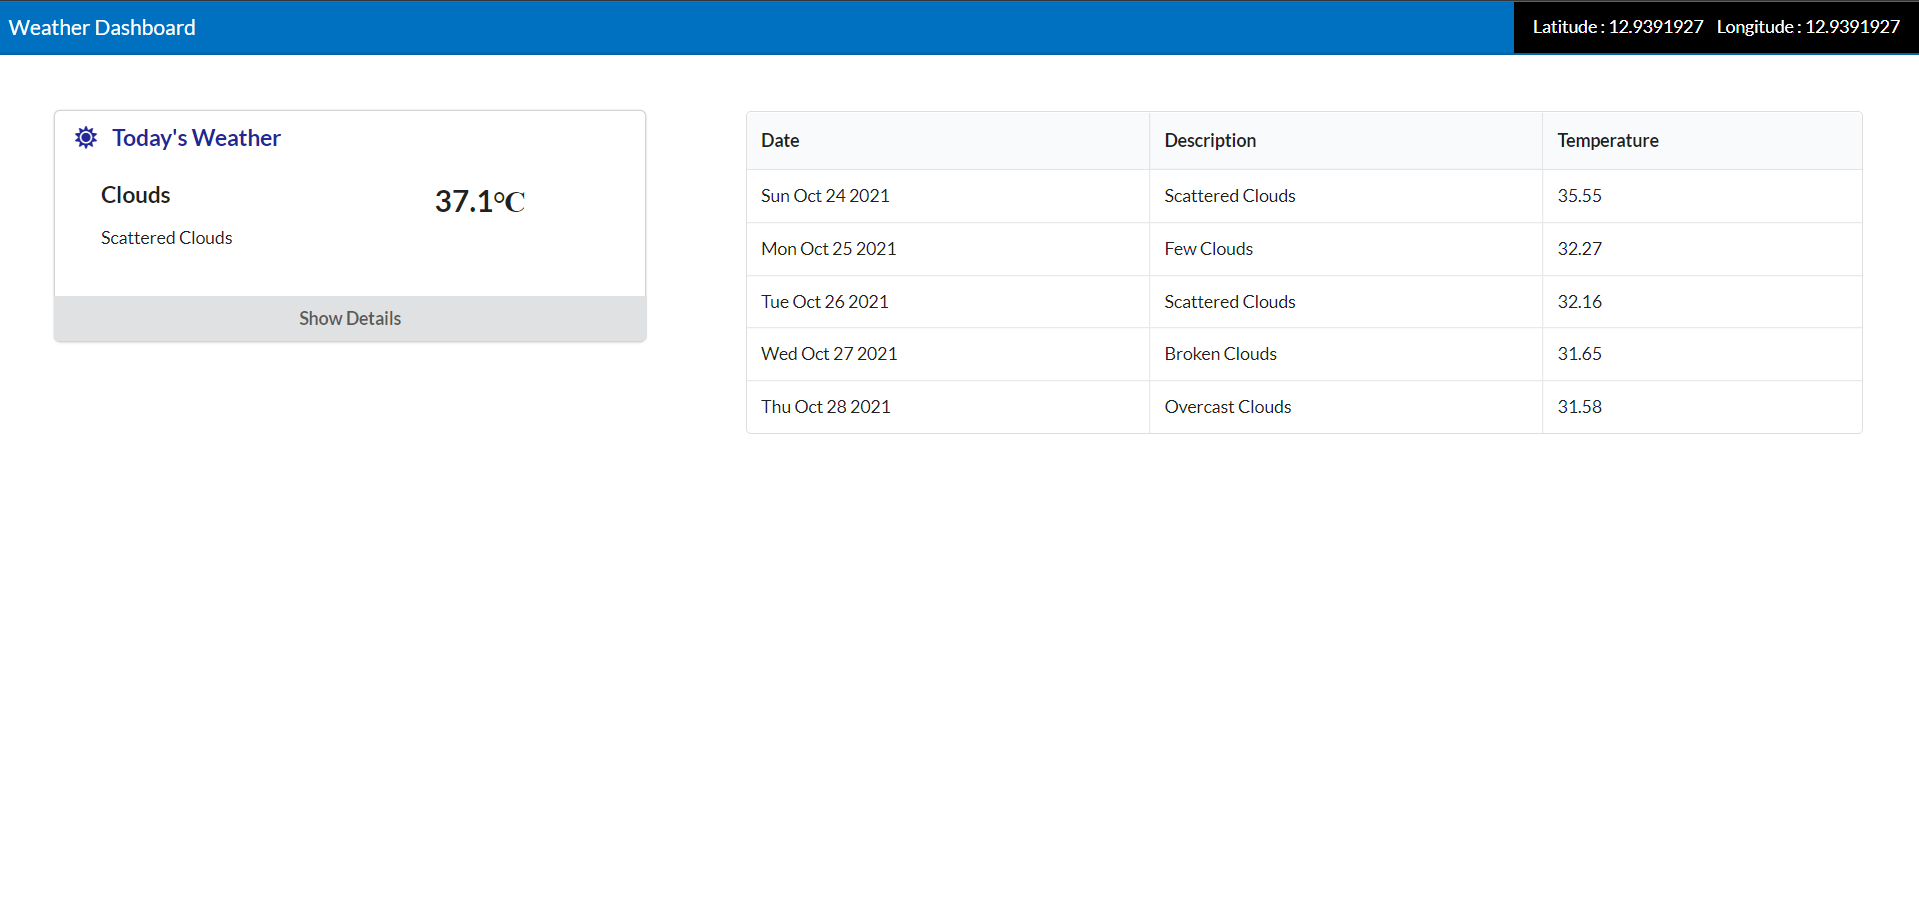 Weather Dashboard
Latitude : 12.9391927 Longitude : 12.9391927
Today's Weather
Clouds
37.1°C
Scattered Clouds
Show Details
Date Description Temperature
Sun Oct 24 2021 Scattered Clouds 35.55
Mon Oct 25 2021 Few Clouds 32.27
Tue Oct 26 2021 Scattered Clouds 32.16
Wed Oct 27 2021 Broken Clouds 31.65
Thu Oct 28 2021 Overcast Clouds 31.58